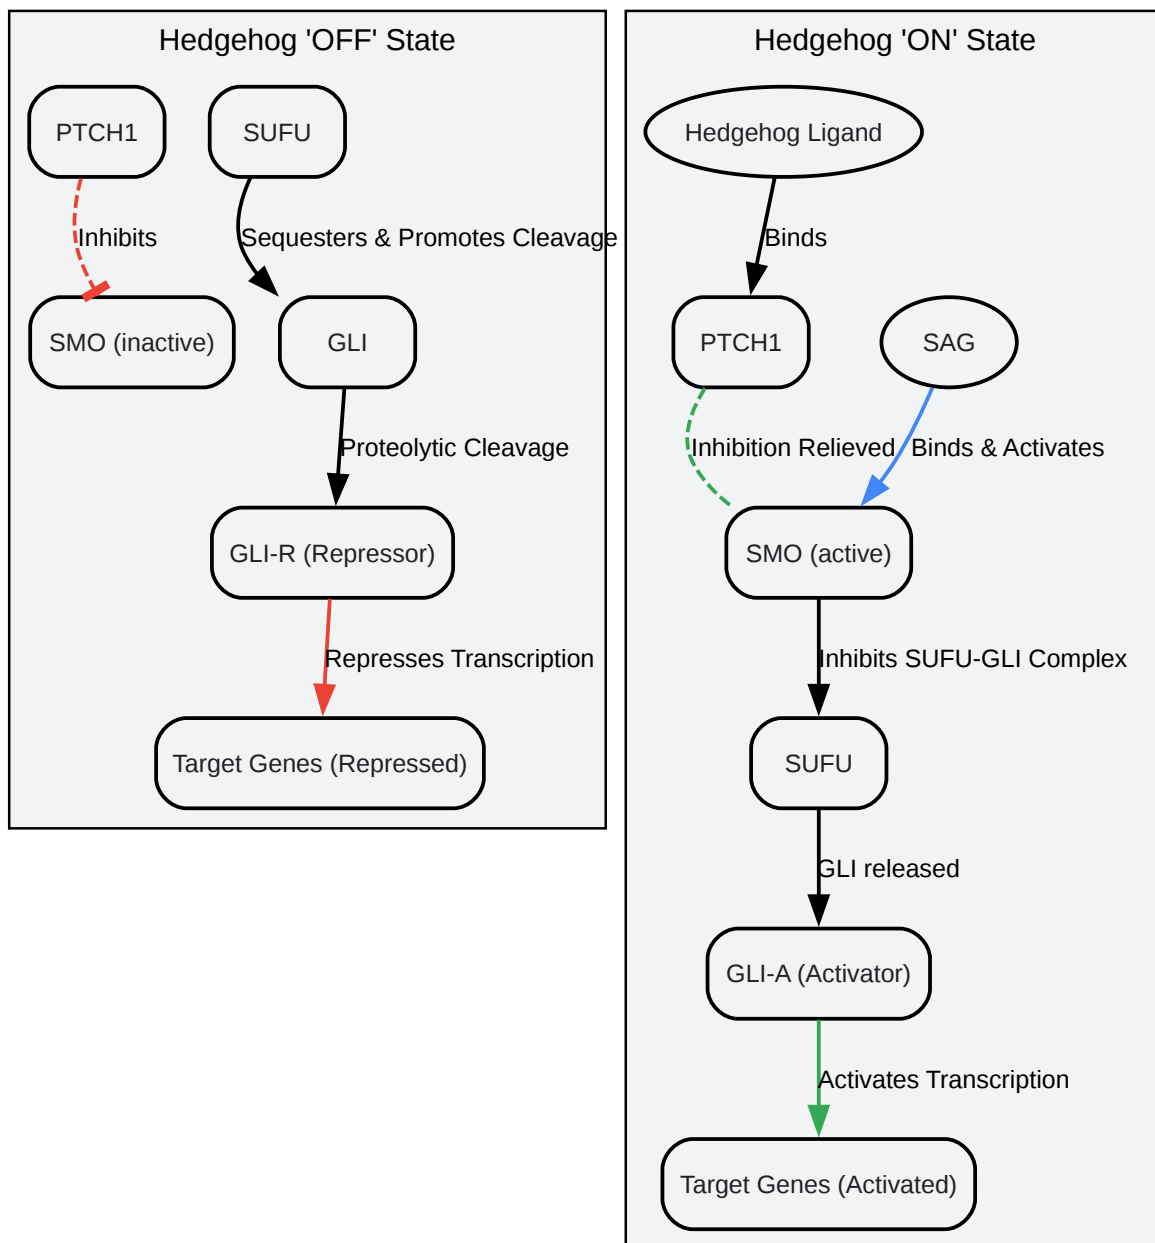 Hedgehog 'OFF' State
PTCH1
SUFU
Inhibits
Sequesters & Promotes Cleavage
SMO (inactive)
GLI
Proteolytic Cleavage
GLI-R (Repressor)
Represses Transcription
Target Genes (Repressed)
Hedgehog 'ON' State
Hedgehog Ligand
Binds
PTCH1
SAG
Inhibition Relieved
Binds & Activates
SMO (active)
Inhibits SUFU-GLI Complex
SUFU
GLI released
GLI-A (Activator)
Activates Transcription
Target Genes (Activated)